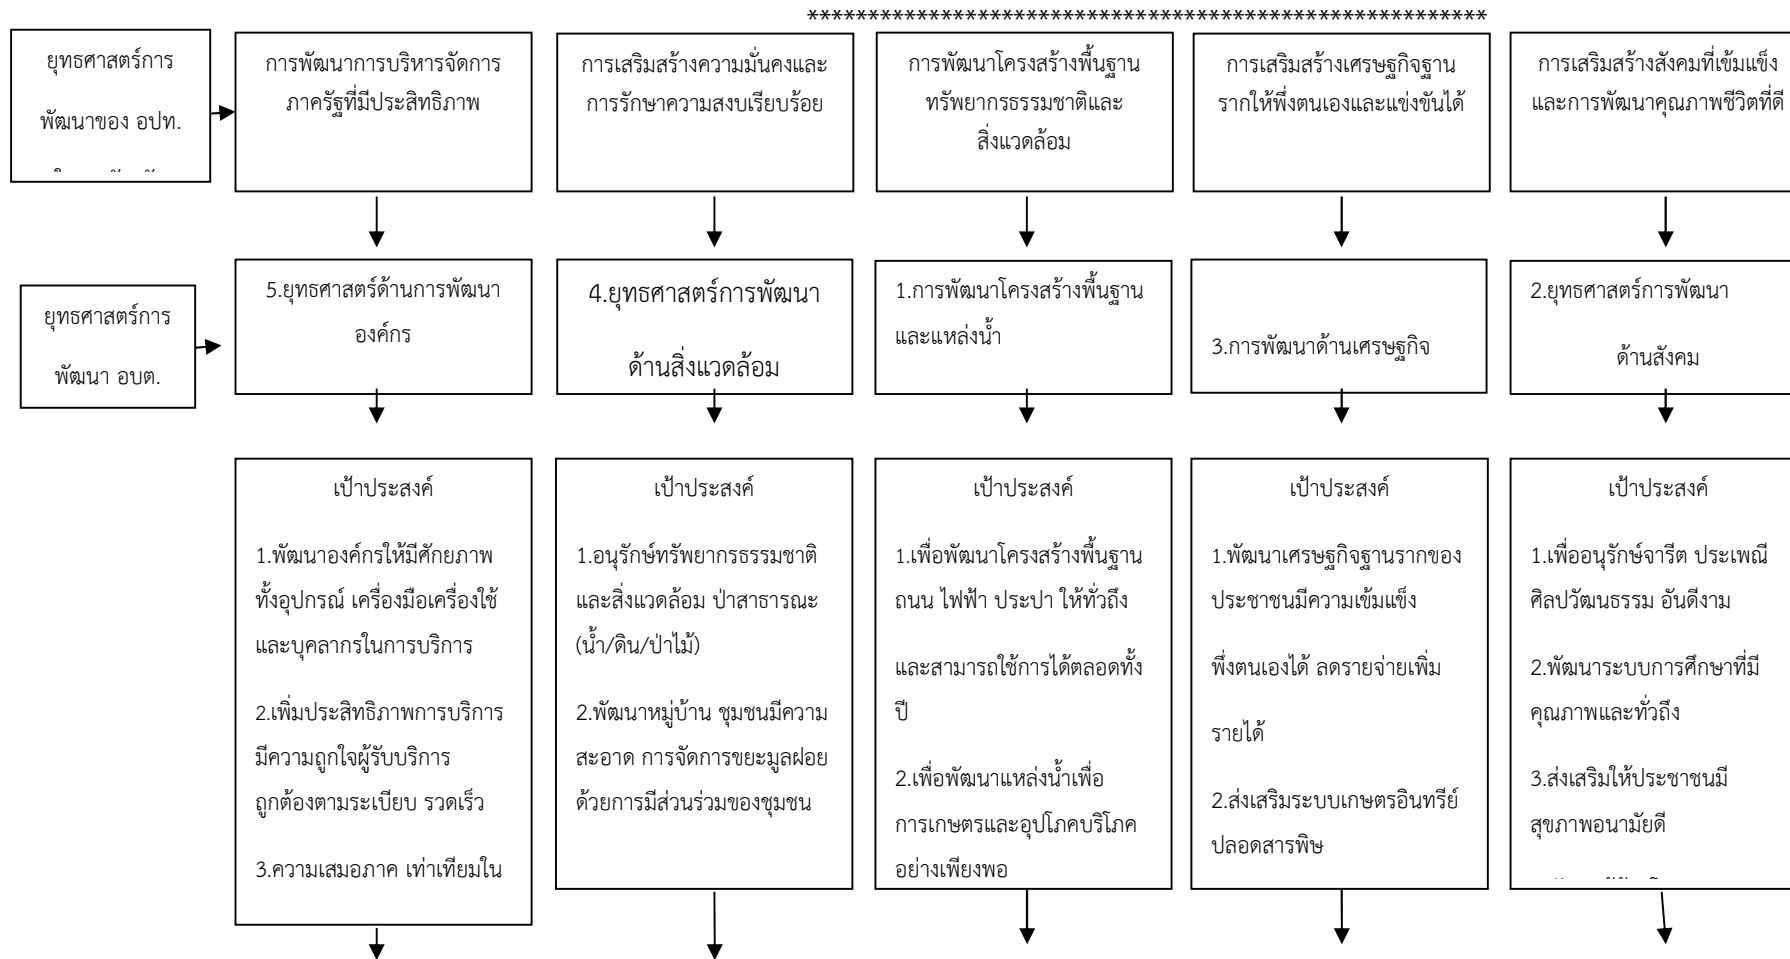 ********************************************************
ยุทธศาสตร์การ
พัฒนาของ อปท.
การพัฒนาการบริหารจัดการ
ภาครัฐที่มีประสิทธิภาพ
การเสริมสร้างความมั่นคงและ
การรักษาความสงบเรียบร้อย
การพัฒนาโครงสร้างพื้นฐาน
ทรัพยากรธรรมชาติและ
สิ่งแวดล้อม
การเสริมสร้างเศรษฐกิจฐาน
รากให้พึ่งตนเองและแข่งขันได้
การเสริมสร้างสังคมที่เข้มแข็ง
และการพัฒนาคุณภาพชีวิตที่ดี
ยุทธศาสตร์การ
พัฒนา อบต.
5.ยุทธศาสตร์ด้านการพัฒนา
องค์กร
4.ยุทธศาสตร์การพัฒนา
ด้านสิ่งแวดล้อม
1.การพัฒนาโครงสร้างพื้นฐาน
และแหล่งน้ำ
3.การพัฒนาด้านเศรษฐกิจ
2.ยุทธศาสตร์การพัฒนา
ด้านสังคม
เป้าประสงค์
1.พัฒนาองค์กรให้มีศักยภาพ
ทั้งอุปกรณ์ เครื่องมือเครื่องใช้
และบุคลากรในการบริการ
2.เพิ่มประสิทธิภาพการบริการ
มีความถูกใจผู้รับบริการ
ถูกต้องตามระเบียบ รวดเร็ว
3.ความเสมอภาค เท่าเทียมใน
เป้าประสงค์
1.อนุรักษ์ทรัพยากรธรรมชาติ
และสิ่งแวดล้อม ป่าสาธารณะ
(น้ำ/ดิน/ป่าไม้)
2.พัฒนาหมู่บ้าน ชุมชนมีความ
สะอาด การจัดการขยะมูลฝอย
ด้วยการมีส่วนร่วมของชุมชน
เป้าประสงค์
1.เพื่อพัฒนาโครงสร้างพื้นฐาน
ถนน ไฟฟ้า ประปา ให้ทั่วถึง
และสามารถใช้การได้ตลอดทั้ง
ปี
2.เพื่อพัฒนาแหล่งน้ำเพื่อ
การเกษตรและอุปโภคบริโภค
อย่างเพียงพอ
เป้าประสงค์
1.พัฒนาเศรษฐกิจฐานรากของ
ประชาชนมีความเข้มแข็ง
พึ่งตนเองได้ ลดรายจ่ายเพิ่ม
รายได้
2.ส่งเสริมระบบเกษตรอินทรีย์
ปลอดสารพิษ
เป้าประสงค์
1.เพื่ออนุรักษ์จารีต ประเพณี
ศิลปวัฒนธรรม อันดีงาม
2.พัฒนาระบบการศึกษาที่มี
คุณภาพและทั่วถึง
3.ส่งเสริมให้ประชาชนมี
สุขภาพอนามัยดี